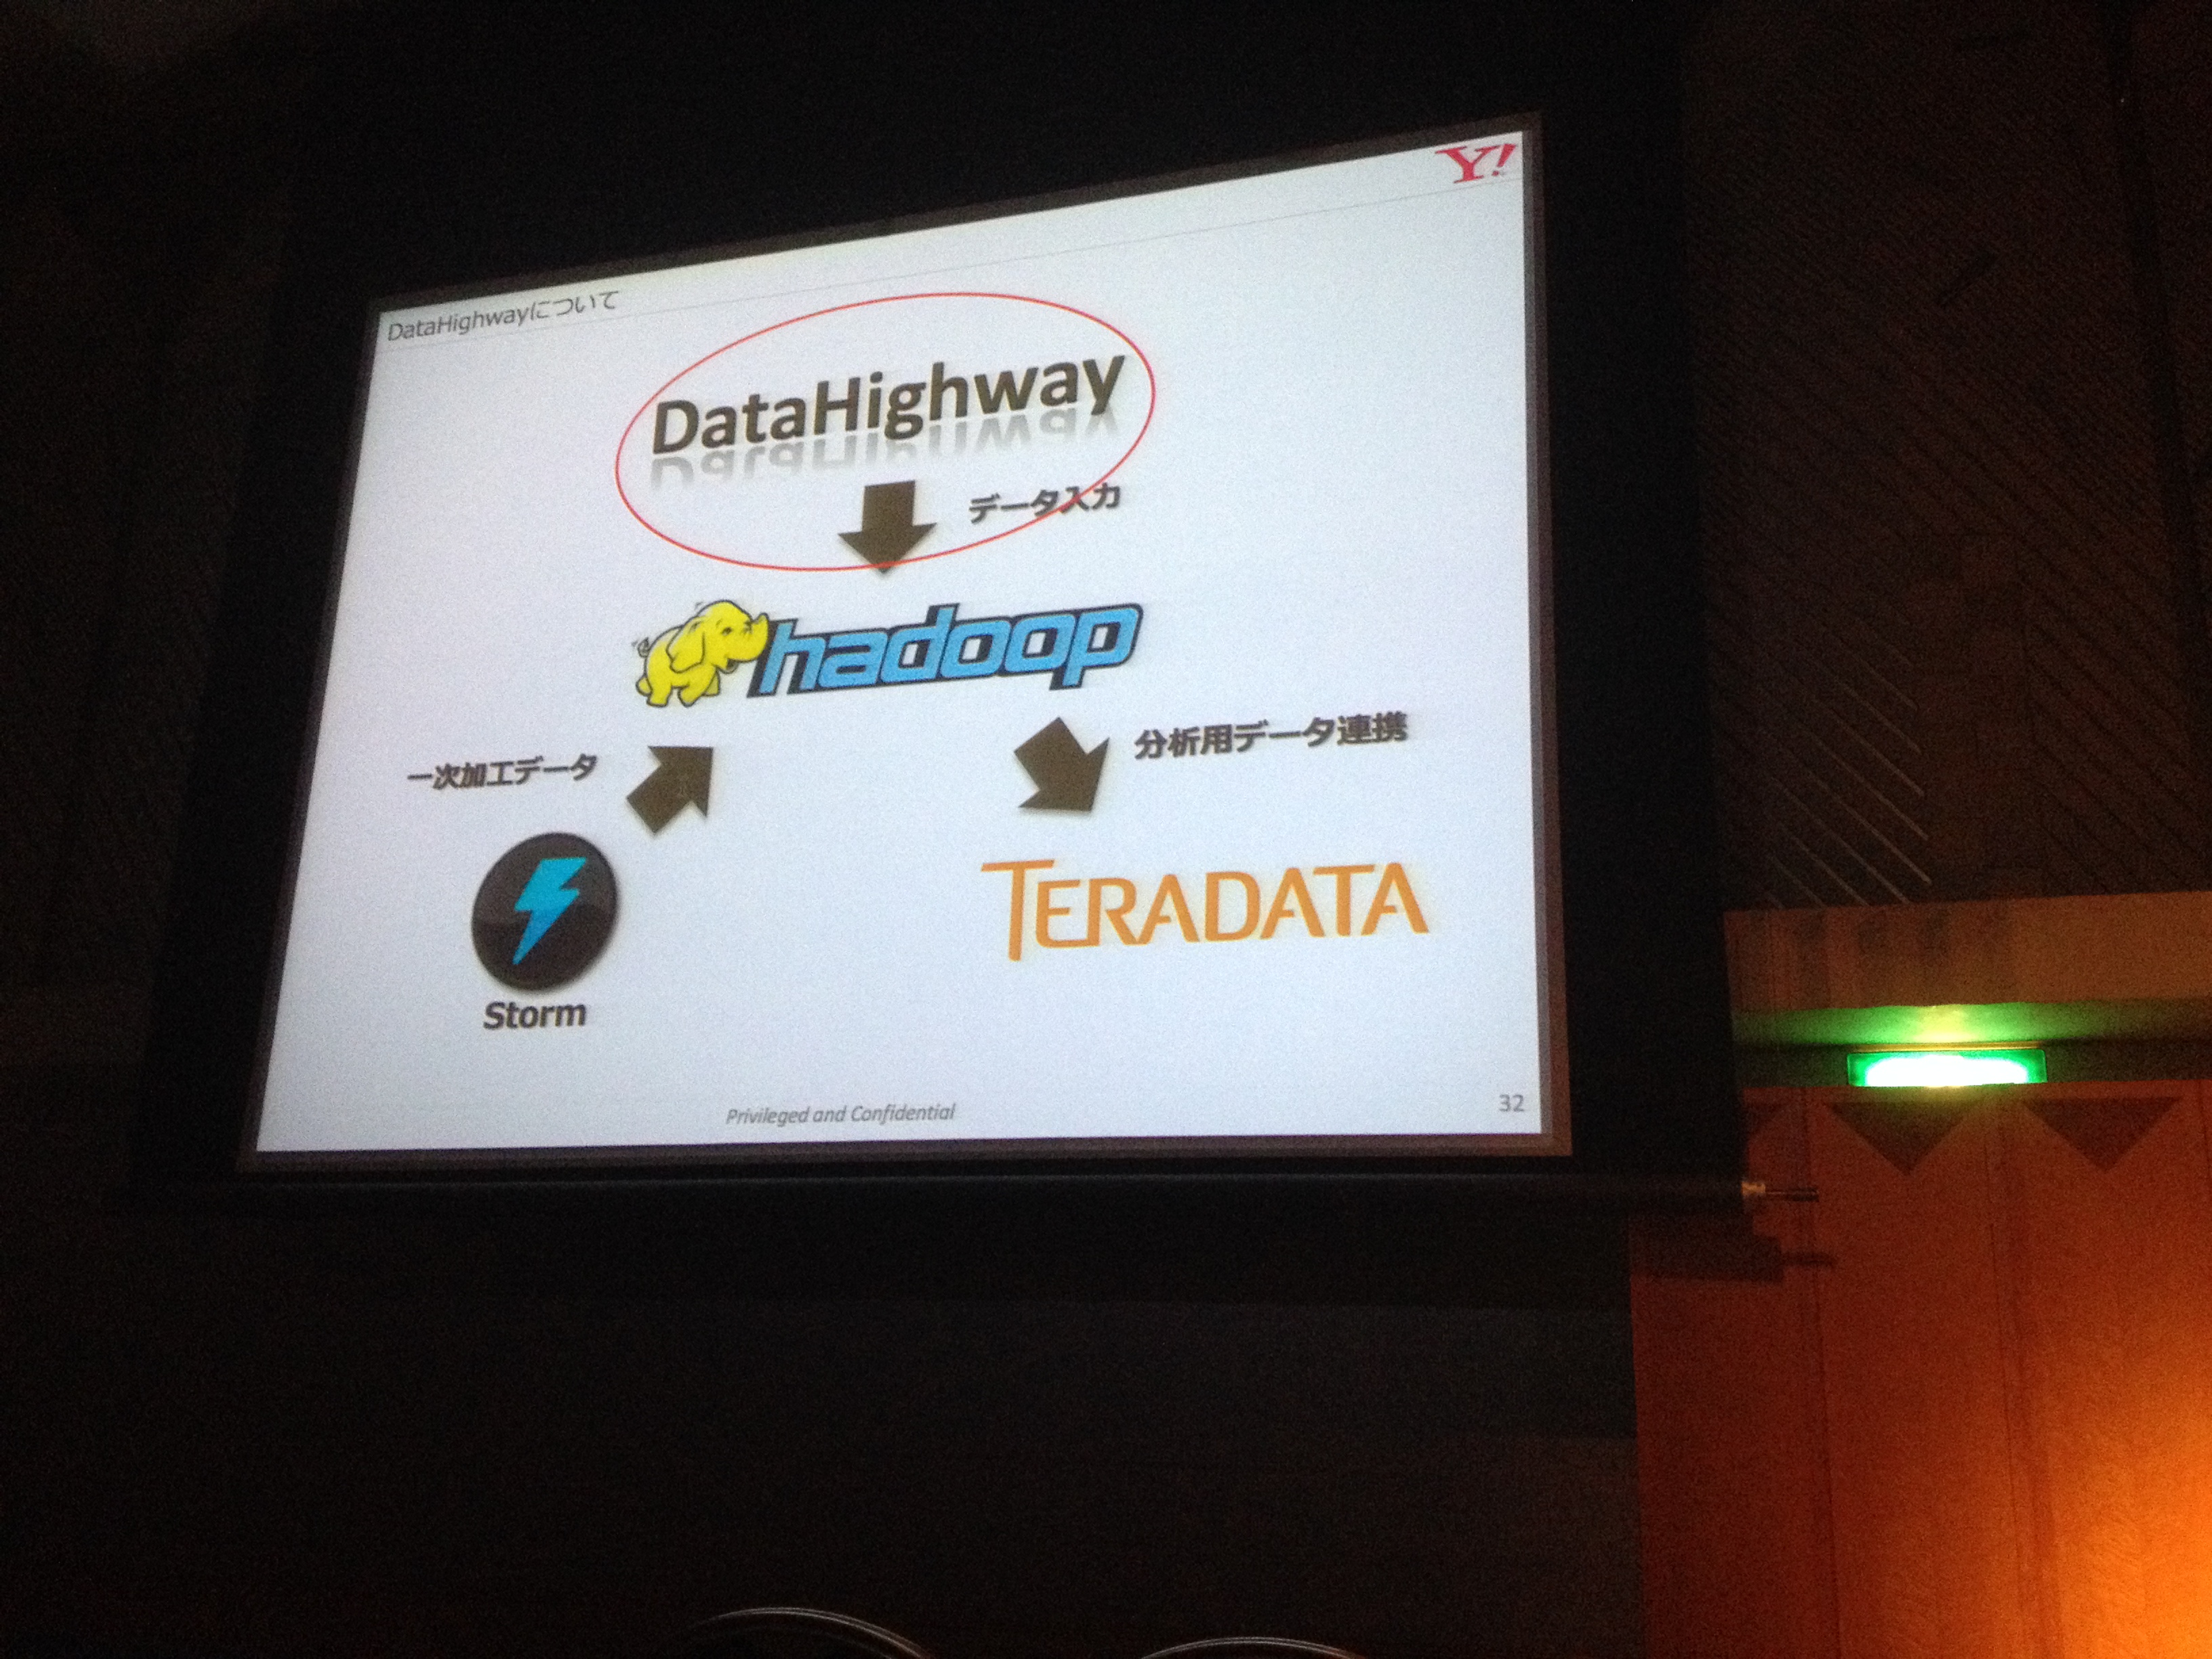 Y!
DataHighwayについて
DataHighway
データ入力
hadoop
一次加工データ
分析用データ連携
Storm
TERADATA
Privileged and Confidential
32